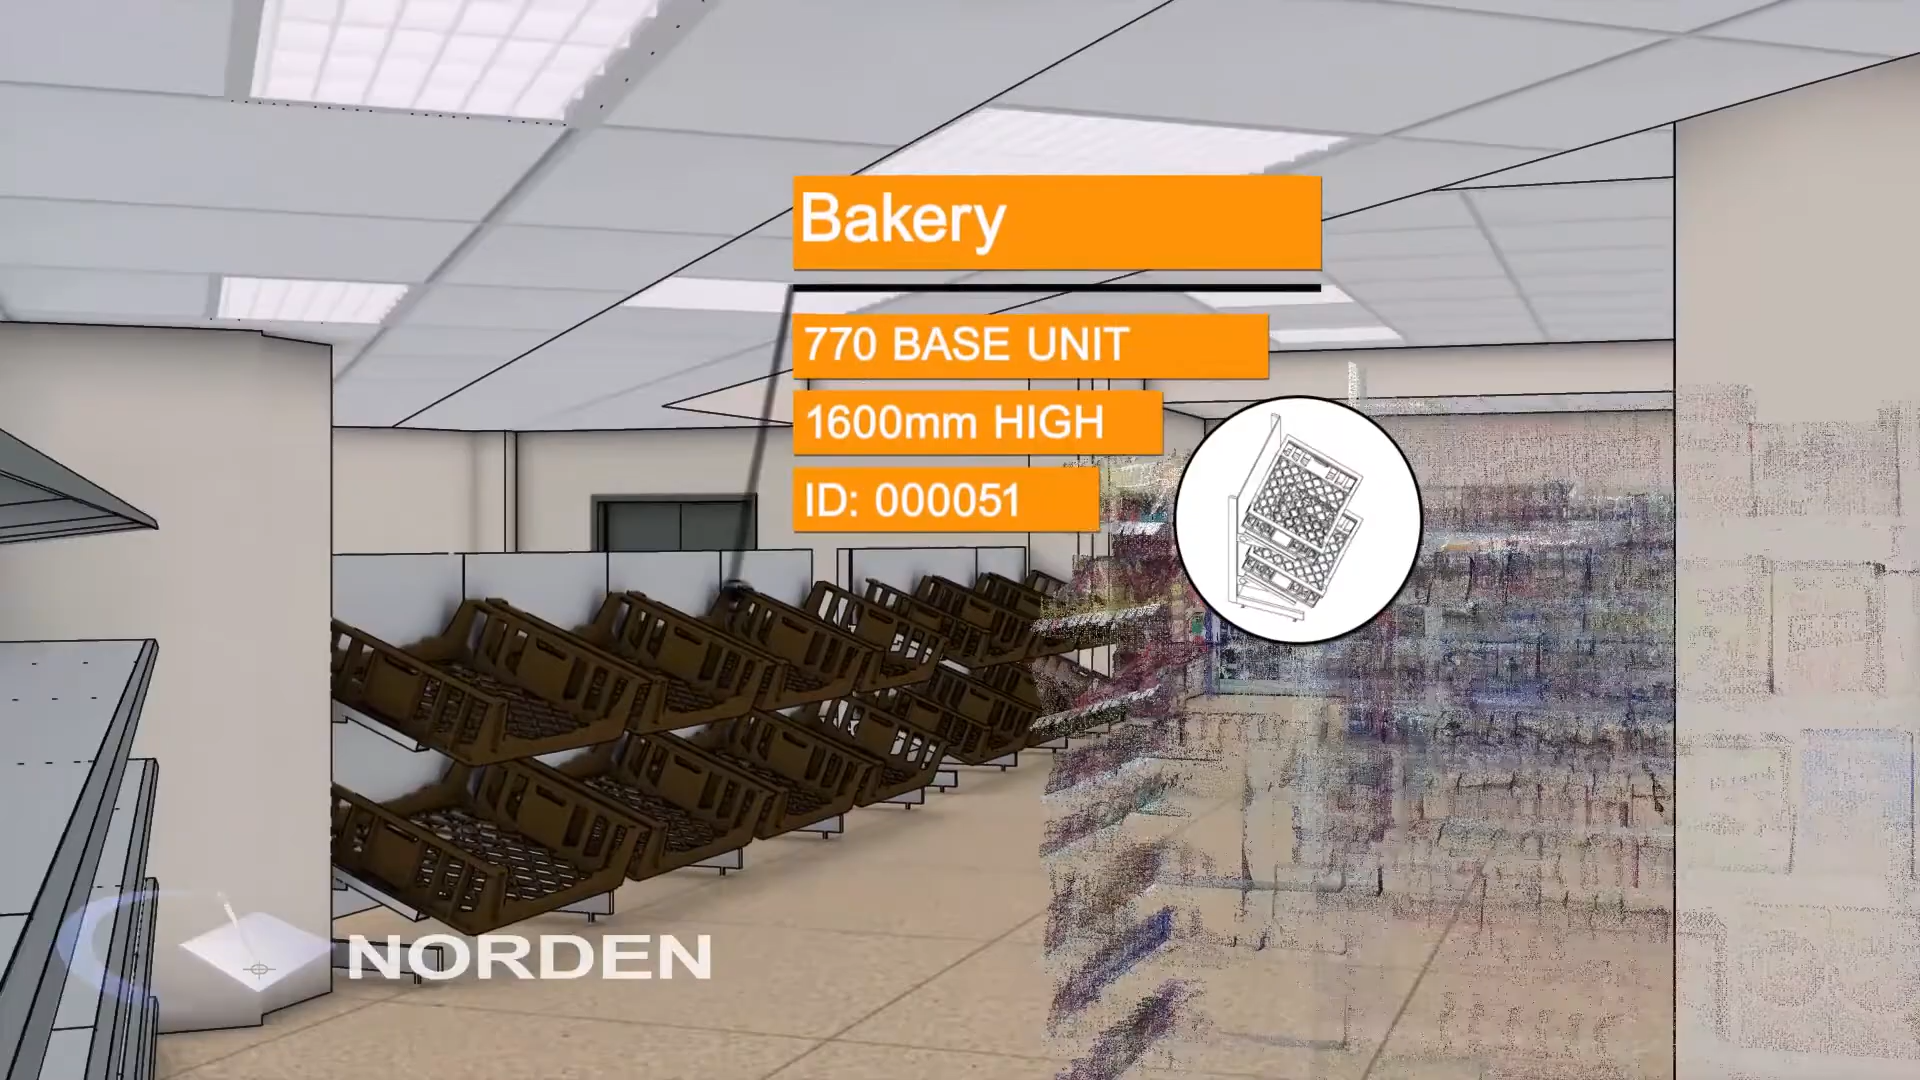 Bakery
770 BASE UNIT
1600mm HIGH
ID: 000051
NORDEN